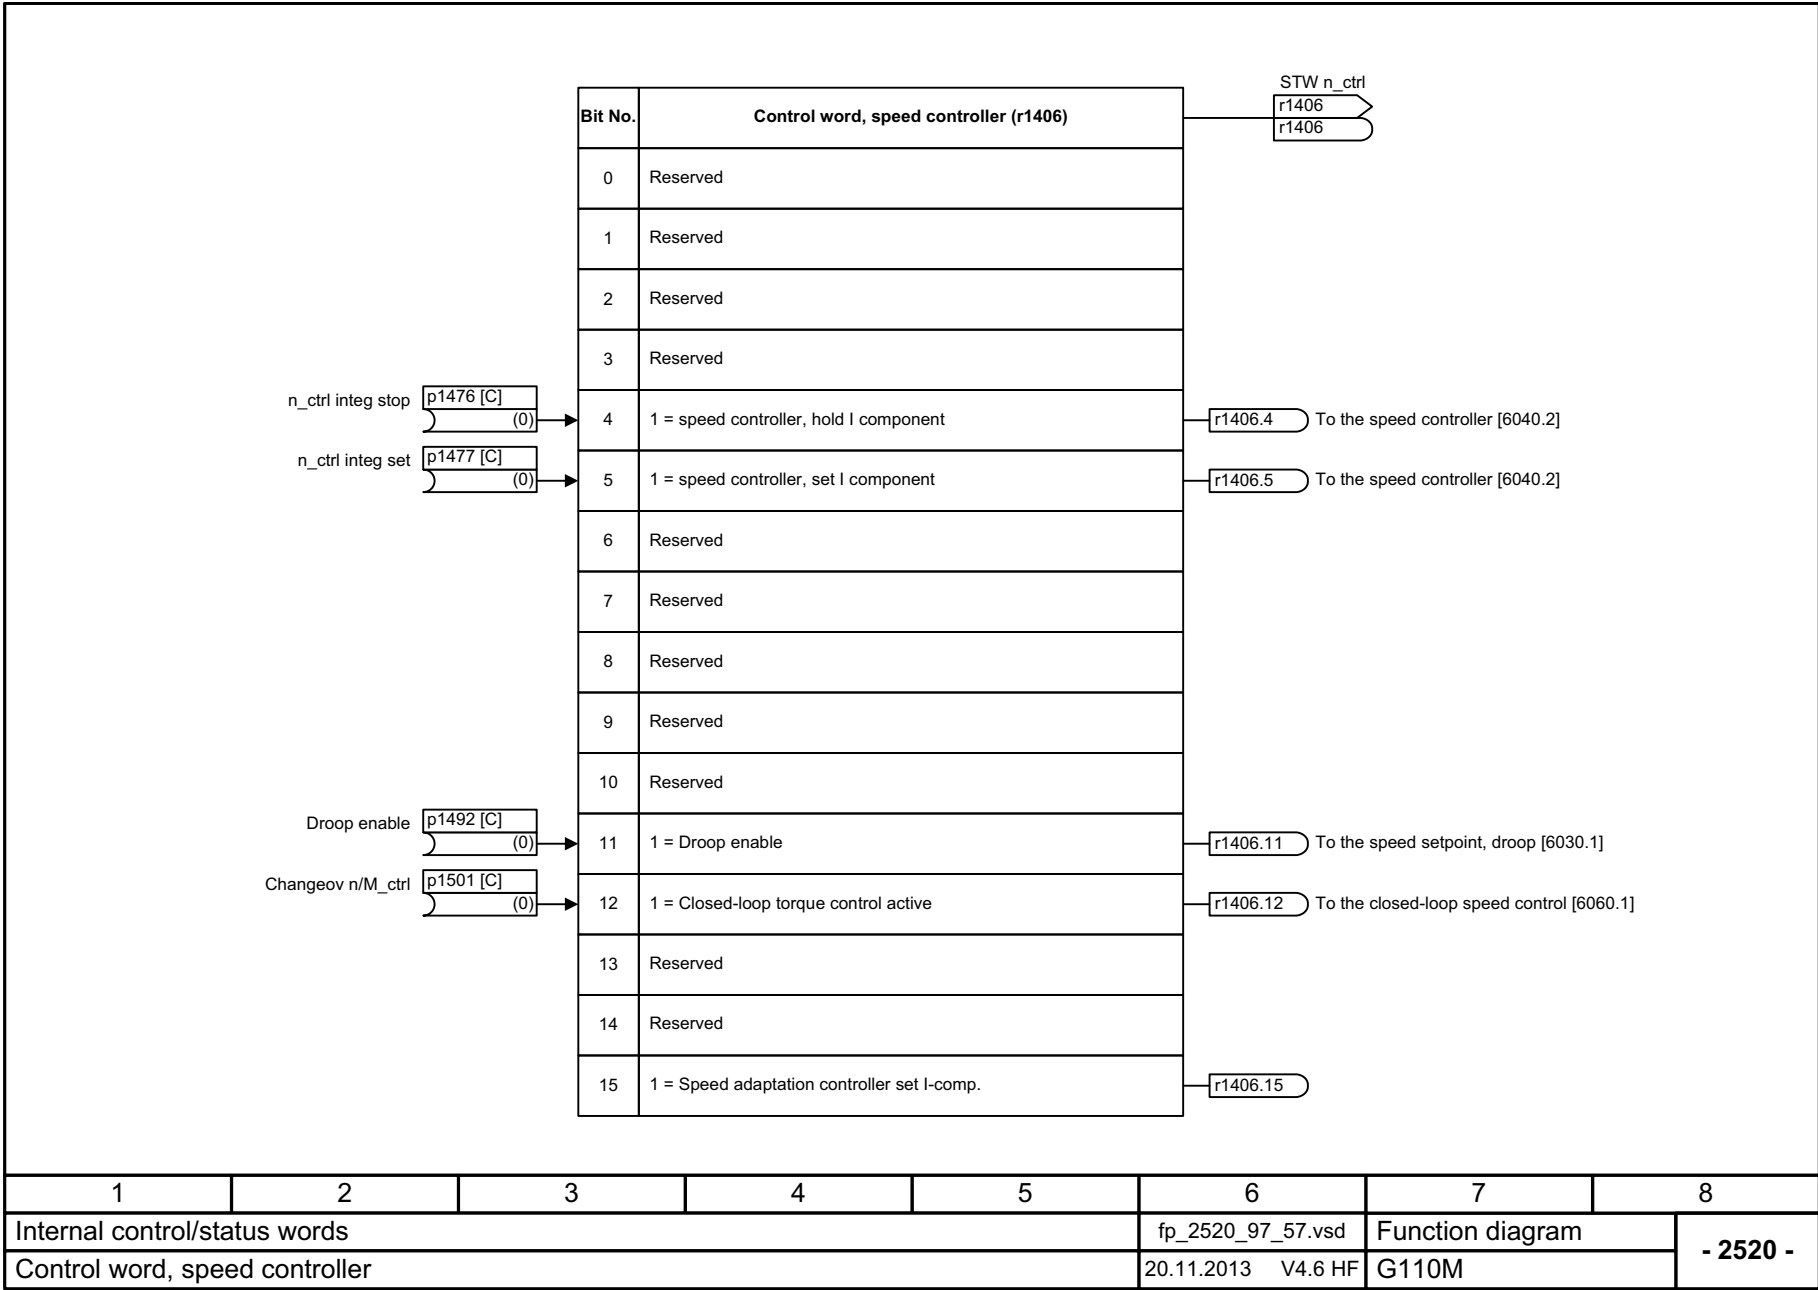 STW n_ctrl
r1406
r1406
Bit No. Control word, speed controller (r1406)
0 Reserved
1 Reserved
2 Reserved
3 Reserved
n_ctrl integ stop p1476 [C]
(0) 4 1 = speed controller, hold I component r1406.4 To the speed controller [6040.2]
n_ctrl integ set p1477 [C]
(0) 5 1 = speed controller, set I component r1406.5 To the speed controller [6040.2]
6 Reserved
7 Reserved
8 Reserved
9 Reserved
10 Reserved
Droop enable p1492 [C]
(0) 11 1 = Droop enable r1406.11 To the speed setpoint, droop [6030.1]
Changeov n/M_ctrl p1501 [C]
(0) 12 1 = Closed-loop torque control active r1406.12 To the closed-loop speed control [6060.1]
13 Reserved
14 Reserved
15 1 = Speed adaptation controller set I-comp. r1406.15
1 2 3 4 5 6 7 8
Internal control/status words fp_2520_97_57.vsd Function diagram
- 2520 -
Control word, speed controller 20.11.2013 V4.6 HF G110M